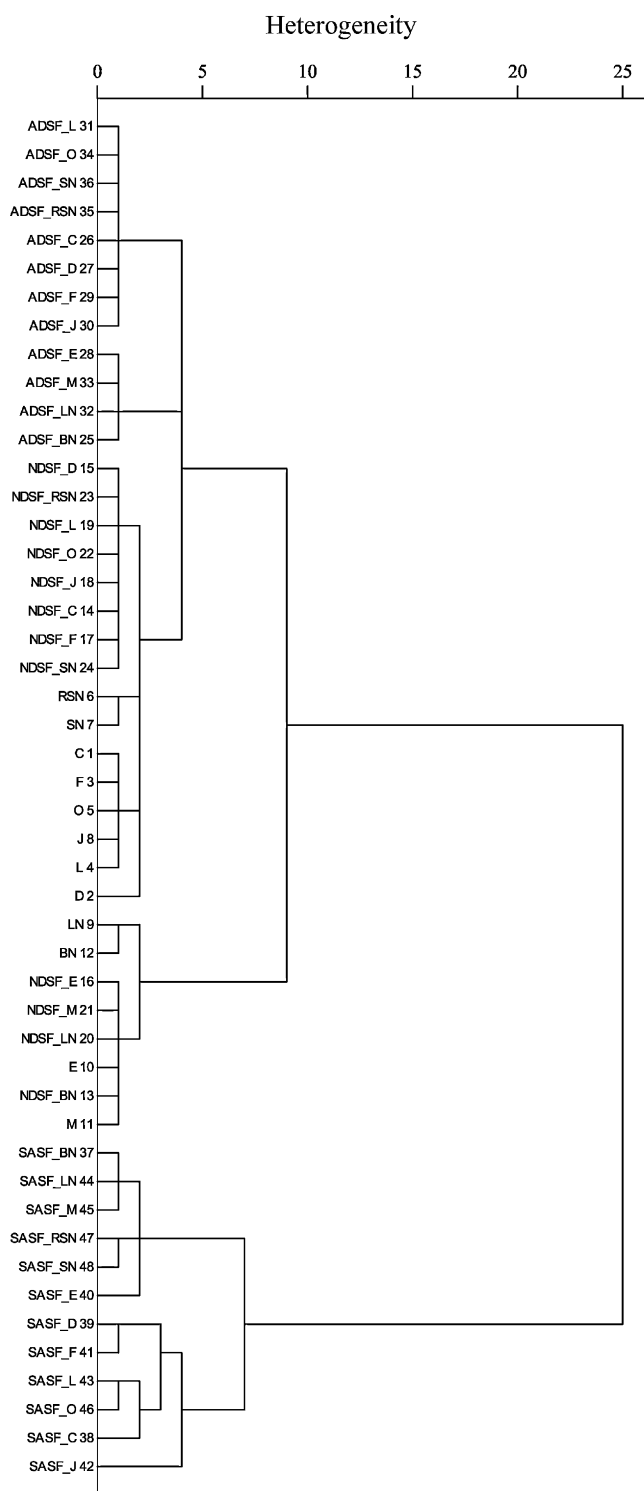 Heterogeneity
0 5 10 15 20 25
ADSF_L 31
ADSF_O 34
ADSF_SN 36
ADSF_RSN 35
ADSF_C 26
ADSF_D 27
ADSF_F 29
ADSF_J 30
ADSF_E 28
ADSF_M 33
ADSF_LN 32
ADSF_BN 25
NDSF_D 15
NDSF_RSN 23
NDSF_L 19
NDSF_O 22
NDSF_J 18
NDSF_C 14
NDSF_F 17
NDSF_SN 24
RSN 6
SN 7
C 1
F 3
O 5
J 8
L 4
D 2
LN 9
BN 12
NDSF_E 16
NDSF_M 21
NDSF_LN 20
E 10
NDSF_BN 13
M 11
SASF_BN 37
SASF_LN 44
SASF_M 45
SASF_RSN 47
SASF_SN 48
SASF_E 40
SASF_D 39
SASF_F 41
SASF_L 43
SASF_O 46
SASF_C 38
SASF_J 42